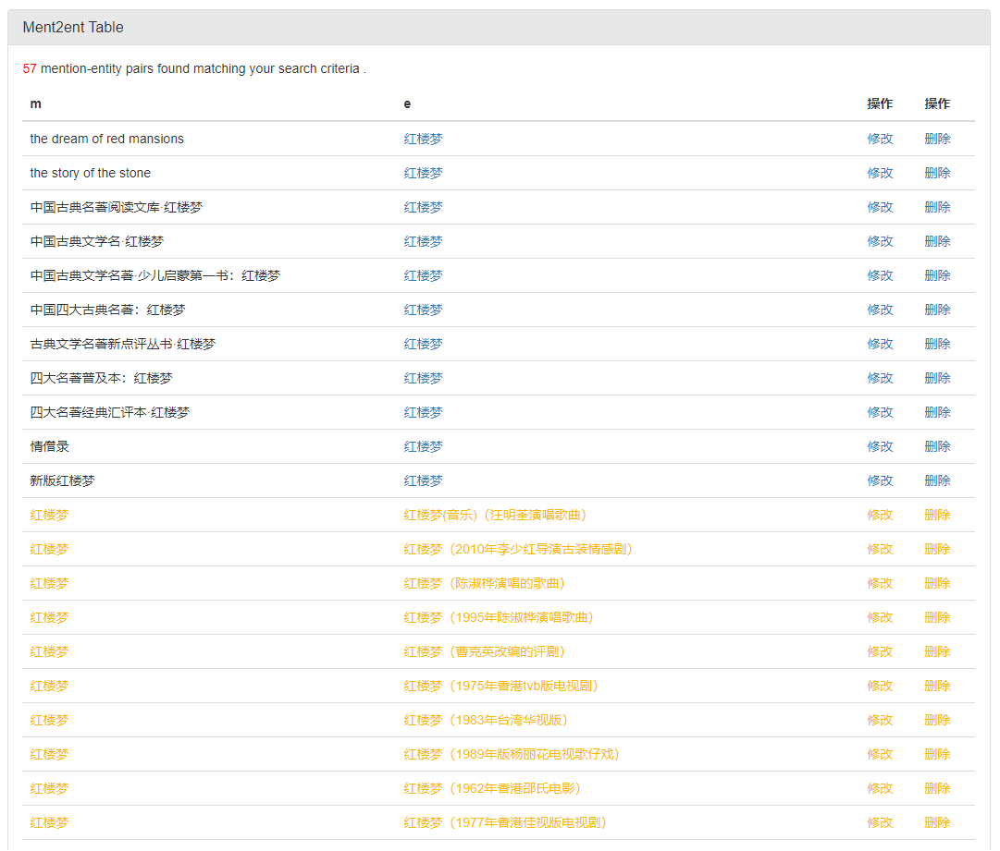 Ment2ent Table
57 mention-entity pairs found matching your search criteria .
m e 操作 操作
the dream of red mansions 红楼梦 修改 删除
the story of the stone 红楼梦 修改 删除
中国古典名著阅读文库·红楼梦 红楼梦 修改 删除
中国古典文学名·红楼梦 红楼梦 修改 删除
中国古典文学名著·少儿启蒙第一书：红楼梦 红楼梦 修改 删除
中国四大古典名著：红楼梦 红楼梦 修改 删除
古典文学名著新点评丛书·红楼梦 红楼梦 修改 删除
四大名著普及本：红楼梦 红楼梦 修改 删除
四大名著经典汇评本·红楼梦 红楼梦 修改 删除
情僧录 红楼梦 修改 删除
新版红楼梦 红楼梦 修改 删除
红楼梦 红楼梦(音乐)（汪明荃演唱歌曲） 修改 删除
红楼梦 红楼梦（2010年李少红导演古装情感剧） 修改 删除
红楼梦 红楼梦（陈淑桦演唱的歌曲） 修改 删除
红楼梦 红楼梦（1995年陈淑桦演唱歌曲） 修改 删除
红楼梦 红楼梦（曹克英改编的评剧） 修改 删除
红楼梦 红楼梦（1975年香港tvb版电视剧） 修改 删除
红楼梦 红楼梦（1983年台湾华视版） 修改 删除
红楼梦 红楼梦（1989年版杨丽花电视歌仔戏） 修改 删除
红楼梦 红楼梦（1962年香港邵氏电影） 修改 删除
红楼梦 红楼梦（1977年香港佳视版电视剧） 修改 删除